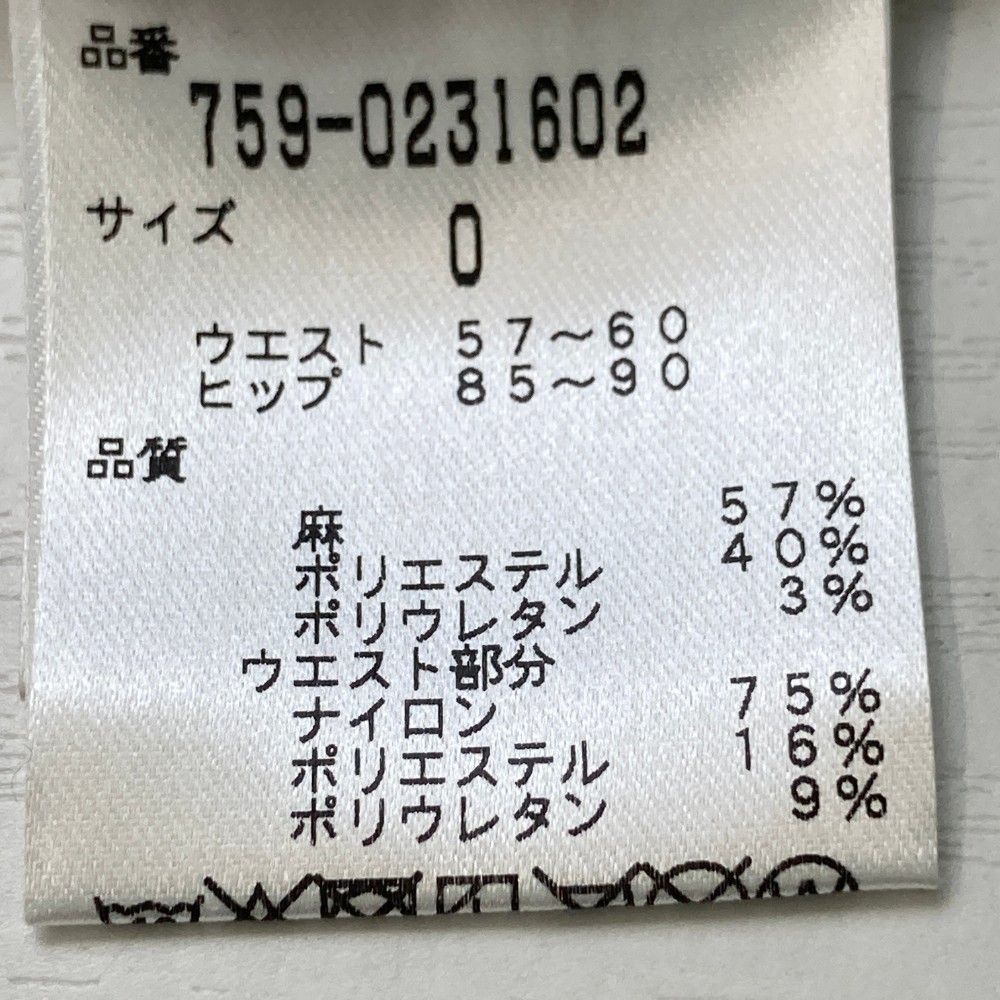 品番
759-0231602
サイズ 0
ウエスト 57～60
ヒップ 85～90
品質
麻 57%
ポリエステル 40%
ポリウレタン 3%
ウエスト部分
ナイロン 75%
ポリエステル 16%
ポリウレタン 9%